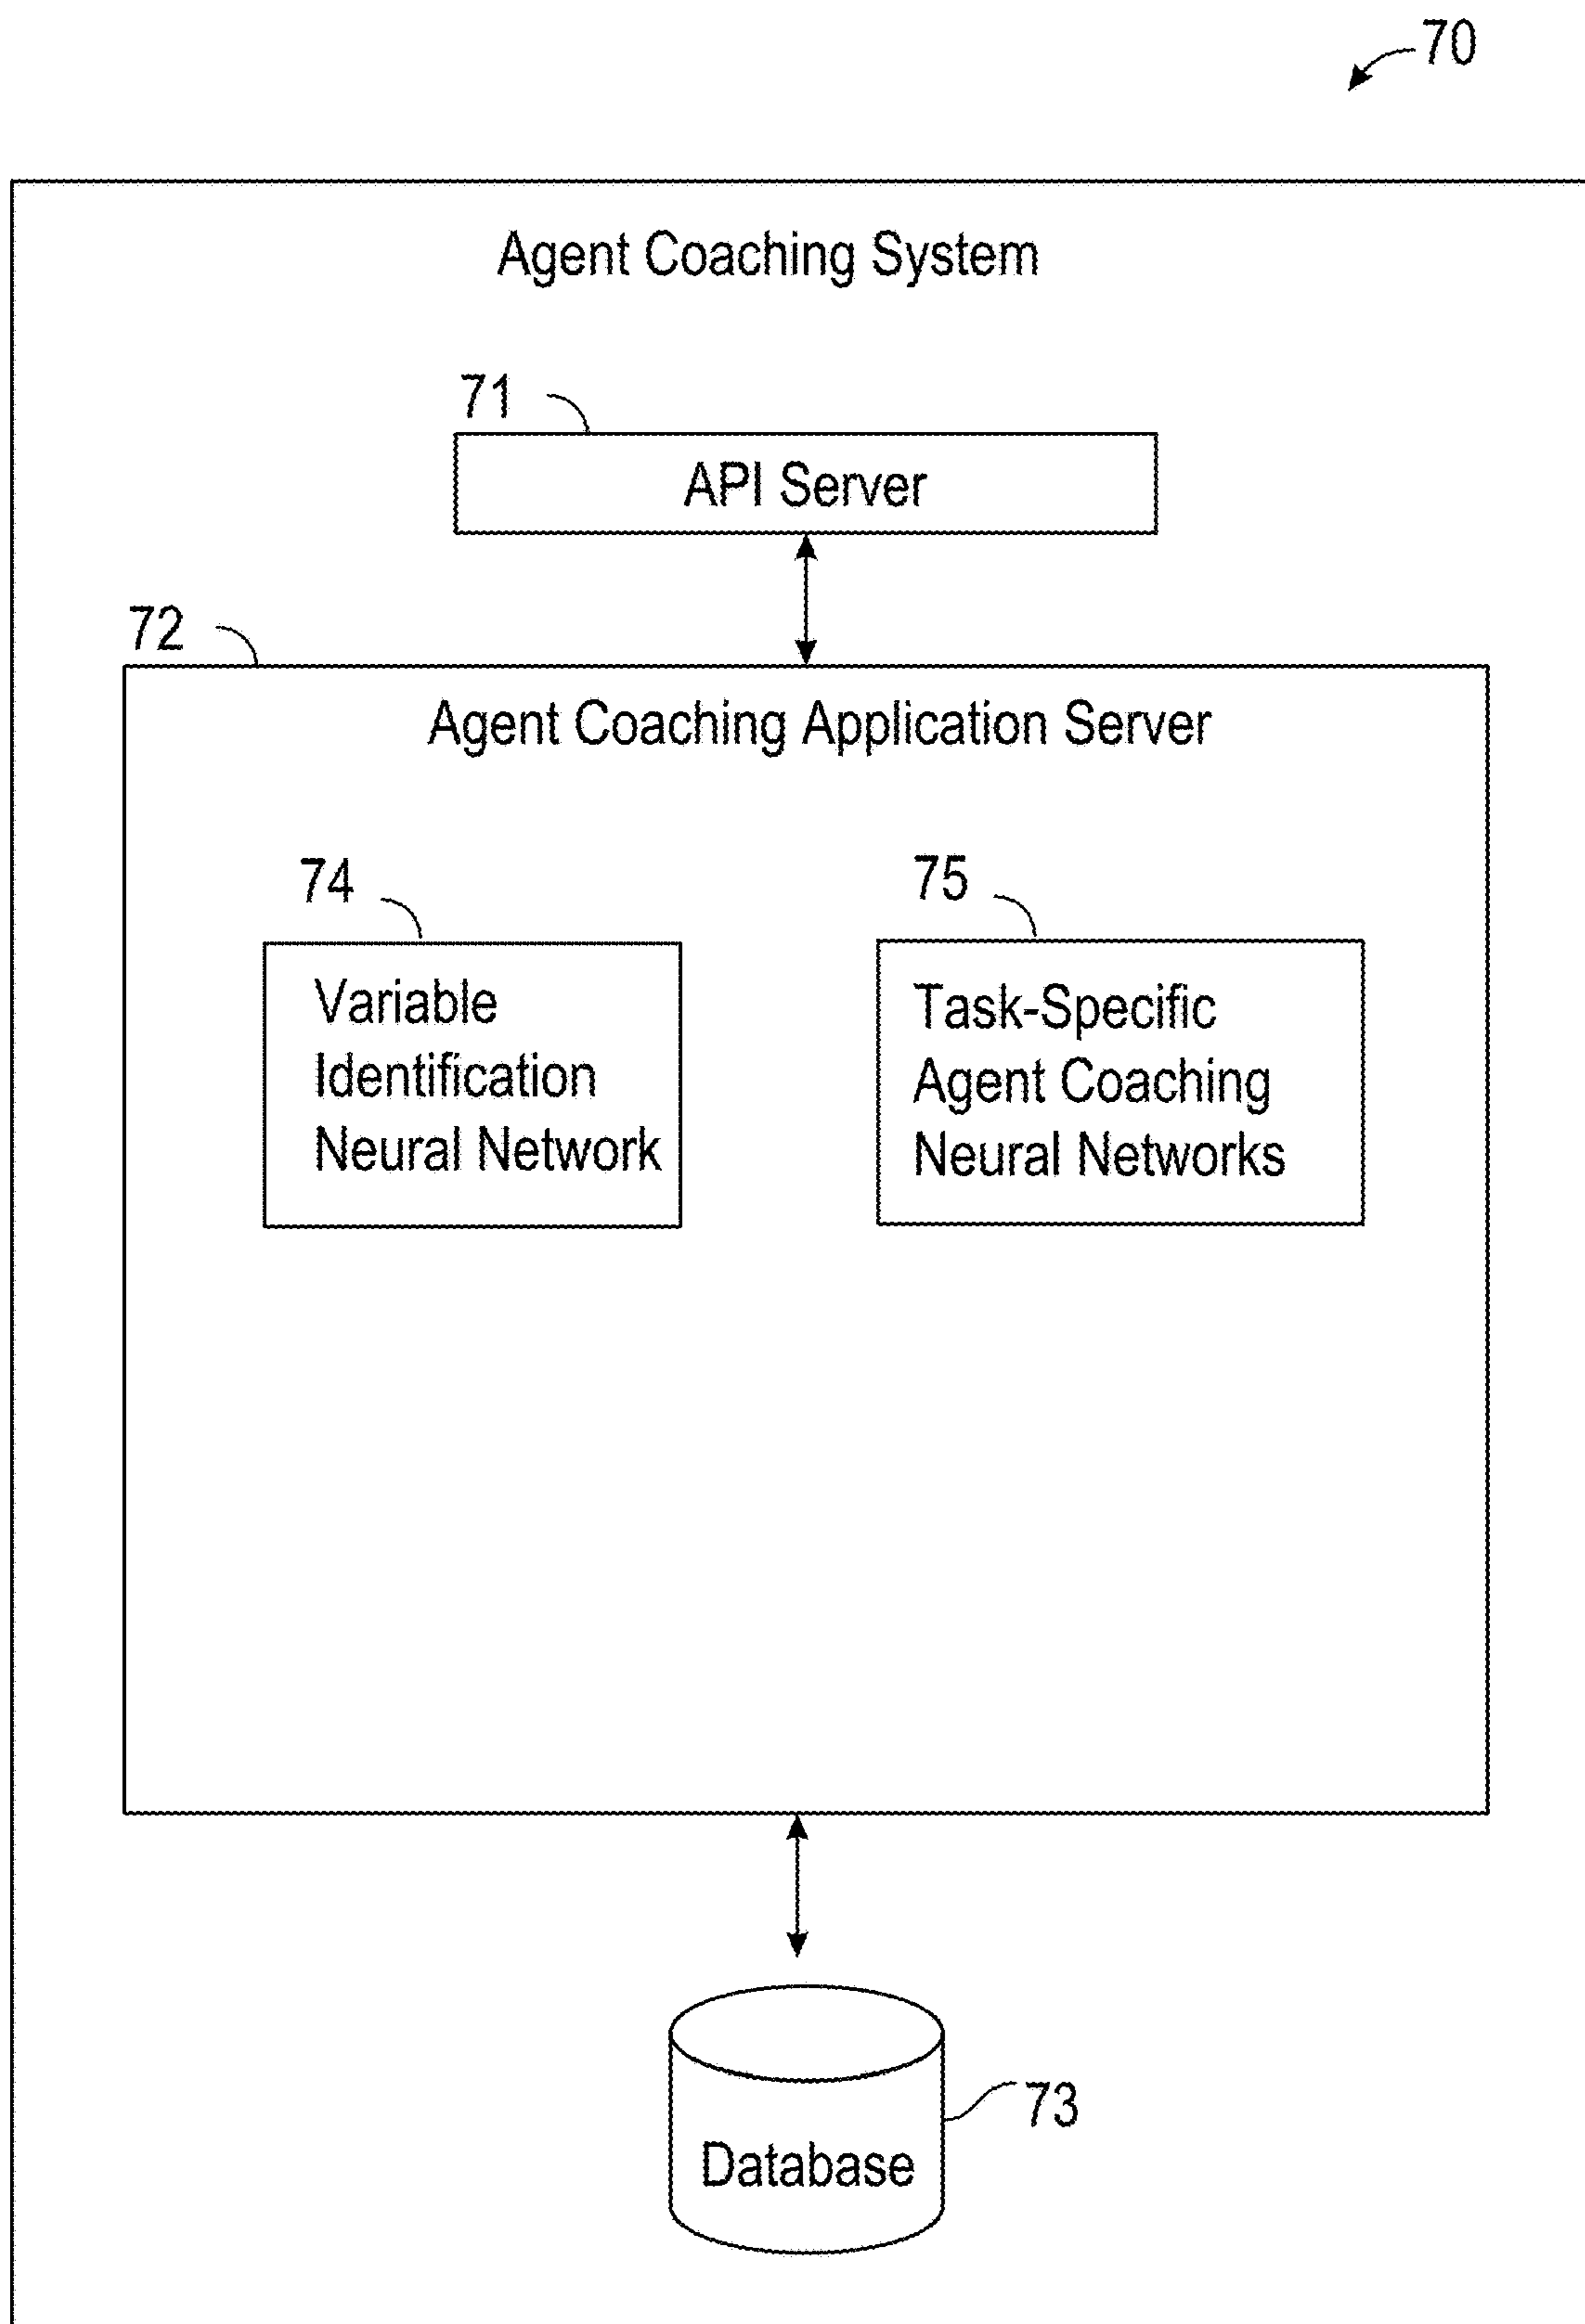 70
Agent Coaching System
71
API Server
72
Agent Coaching Application Server
74
Variable
Identification
Neural Network
75
Task-Specific
Agent Coaching
Neural Networks
73
Database